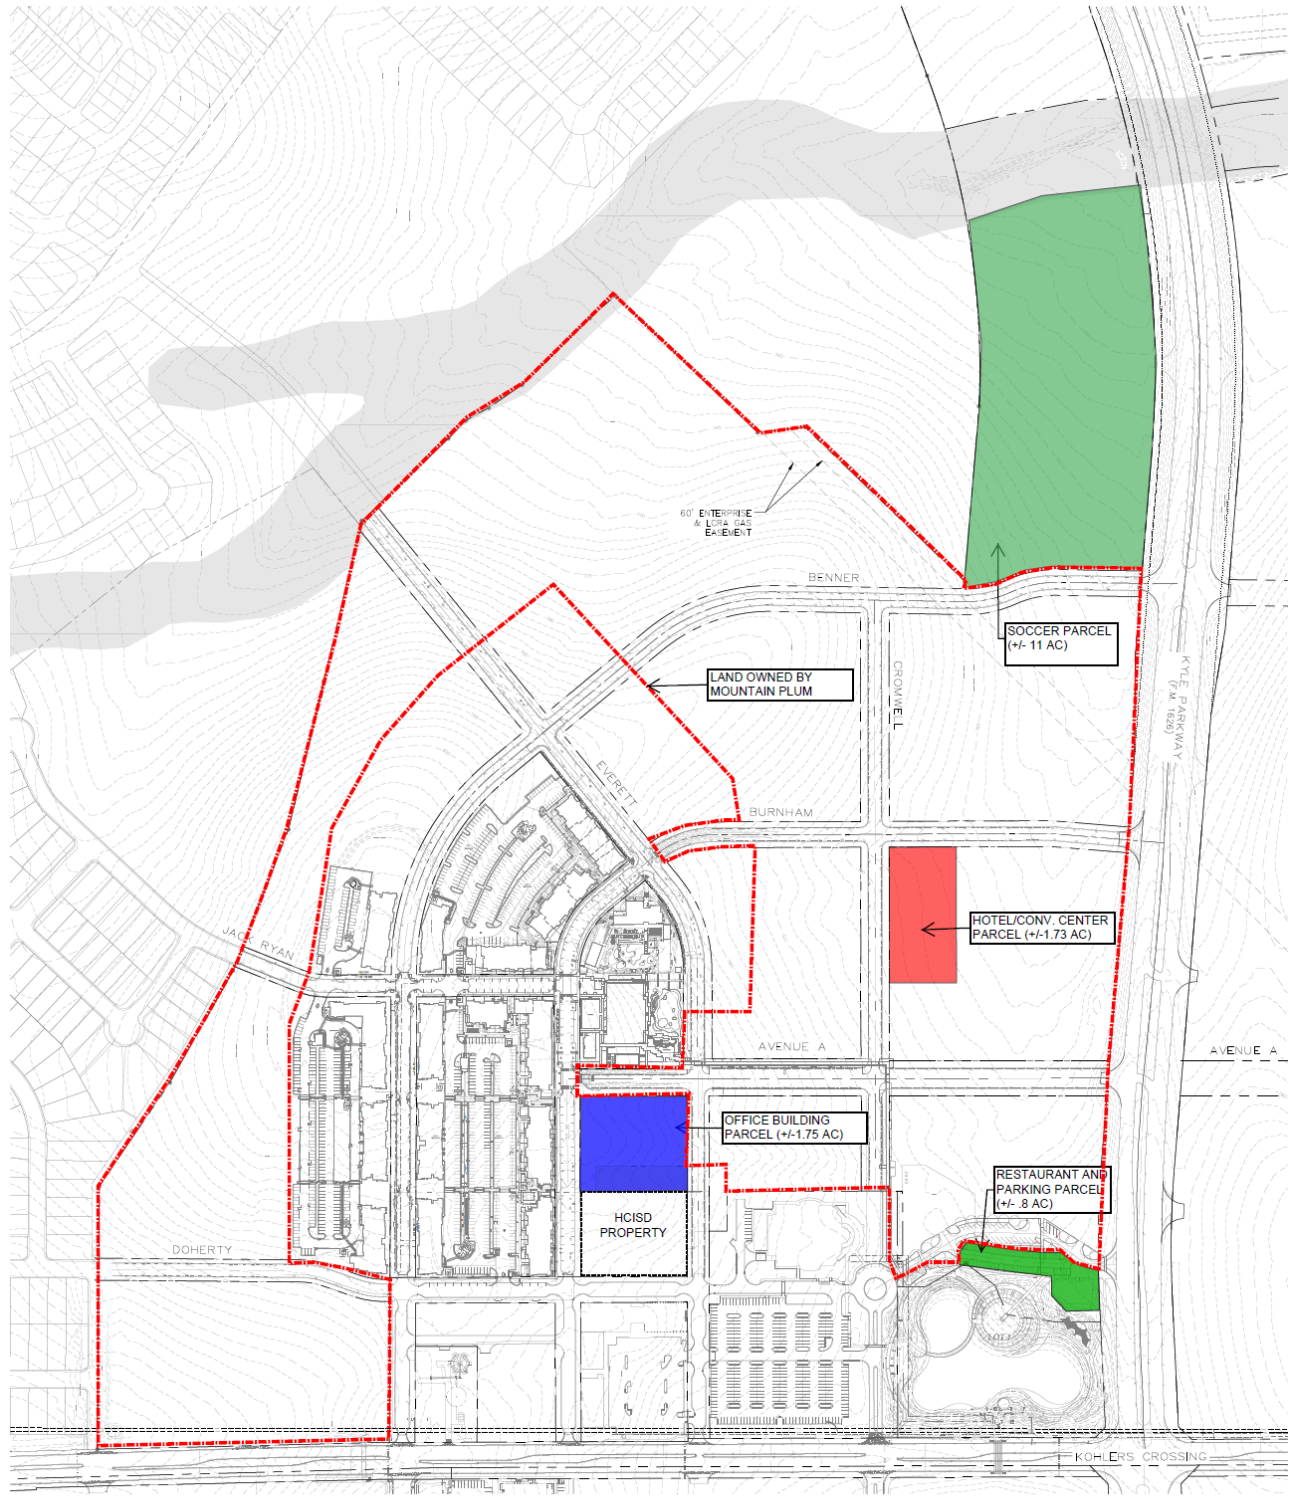 60' ENTERPRISE
& LCRA GAS
EASEMENT
BENNER
SOCCER PARCEL
(+/- 11 AC)
LAND OWNED BY
MOUNTAIN PLUM
CROMWELL
KYLE PARKWAY
(F.M. 1626)
EVERETT
BURNHAM
HOTEL/CONV. CENTER
PARCEL (+/-1.73 AC)
JACK RYAN
AVENUE A
AVENUE A
OFFICE BUILDING
PARCEL (+/-1.75 AC)
RESTAURANT AND
PARKING PARCEL
(+/- .8 AC)
HCISD
PROPERTY
DOHERTY
KOHLERS CROSSING